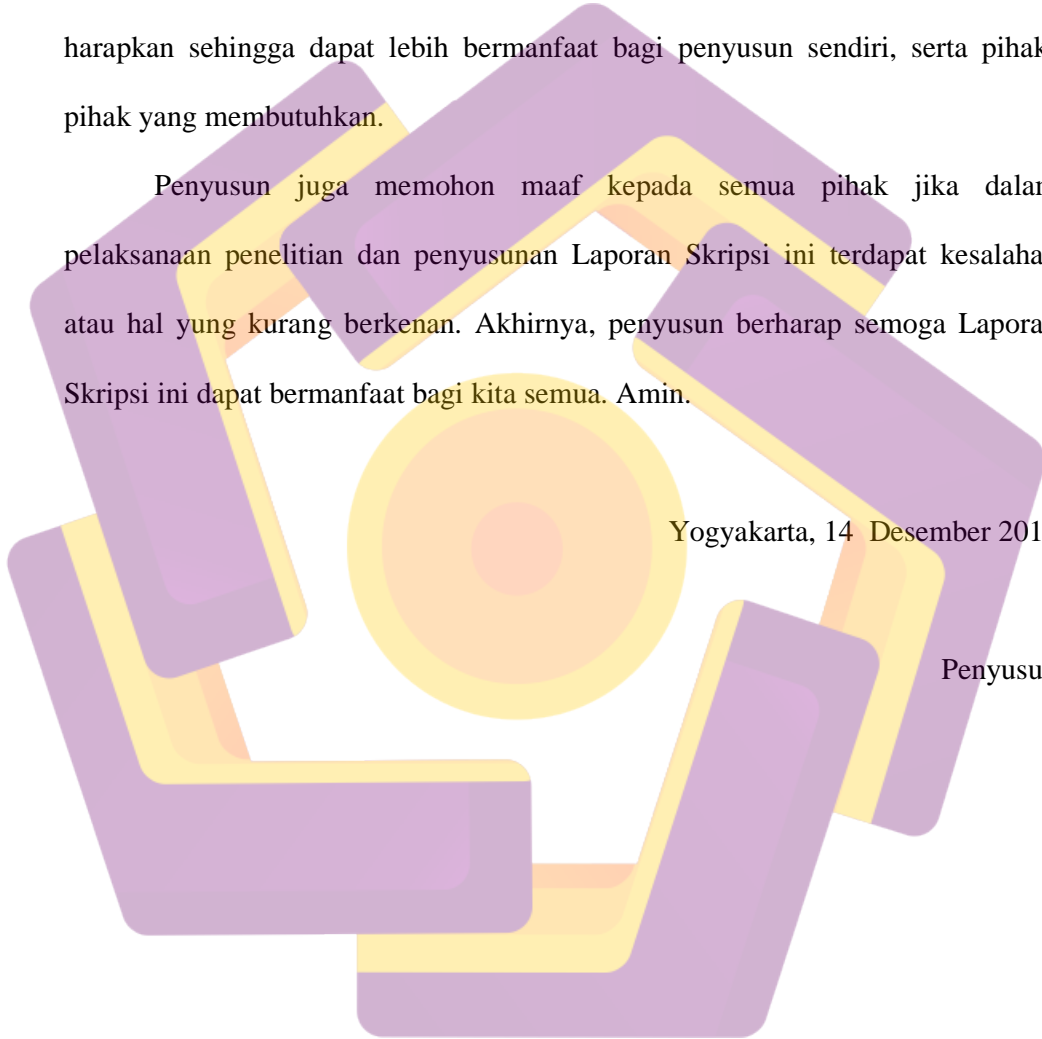 harapkan sehingga dapat lebih bermanfaat bagi penyusun sendiri, serta pihak
pihak yang membutuhkan.
Penyusun juga memohon maaf kepada semua pihak jika dalam
pelaksanaan penelitian dan penyusunan Laporan Skripsi ini terdapat kesalaha
atau hal yung kurang berkenan. Akhirnya, penyusun berharap semoga Lapora
Skripsi ini dapat bermanfaat bagi kita semua. Amin.
Yogyakarta, 14 Desember 201
Penyusu